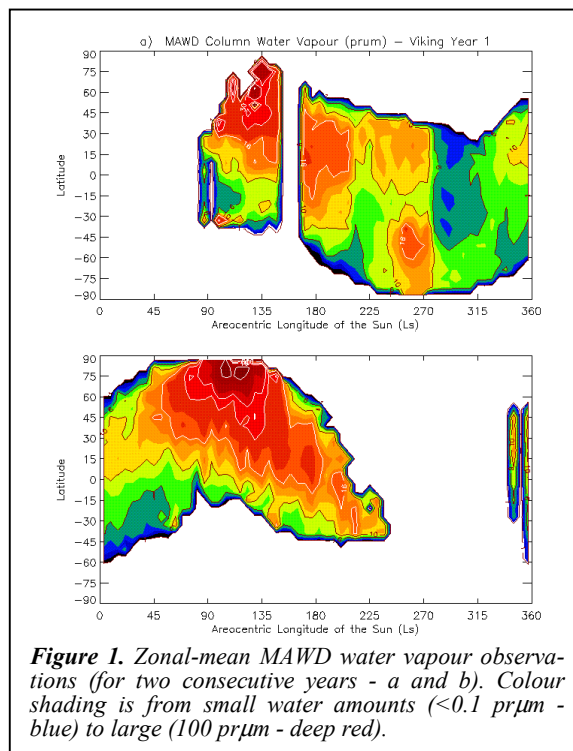 a) MAWD Column Water Vapour (prum) – Viking Year 1
90
75
60
45
30
15
0
−15
−30
−45
−60
−75
−90
Latitude
0 45 90 135 180 225 270 315 360
Areocentric Longitude of the Sun (Ls)
90
75
60
45
30
15
0
−15
−30
−45
−60
−75
−90
Latitude
0 45 90 135 180 225 270 315 360
Areocentric Longitude of the Sun (Ls)
Figure 1. Zonal-mean MAWD water vapour observa-
tions (for two consecutive years - a and b). Colour
shading is from small water amounts (<0.1 prμm -
blue) to large (100 prμm - deep red).